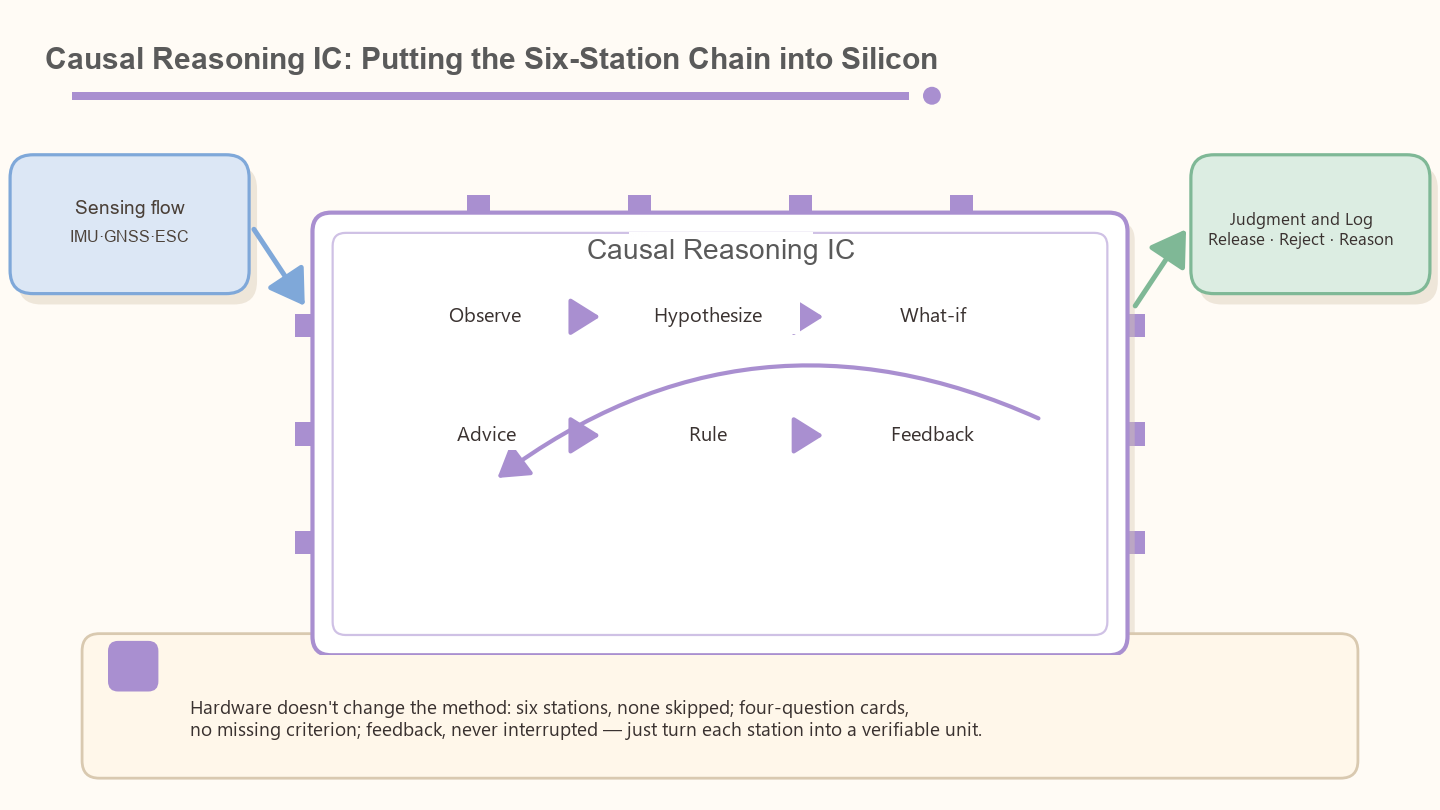 Causal Reasoning IC: Putting the Six-Station Chain into Silicon
Sensing flow
IMU·GNSS·ESC
Judgment and Log
Release · Reject · Reason
Causal Reasoning IC
Observe
Hypothesize
What-if
Advice
Rule
Feedback
Hardware doesn't change the method: six stations, none skipped; four-question cards,
no missing criterion; feedback, never interrupted — just turn each station into a verifiable unit.